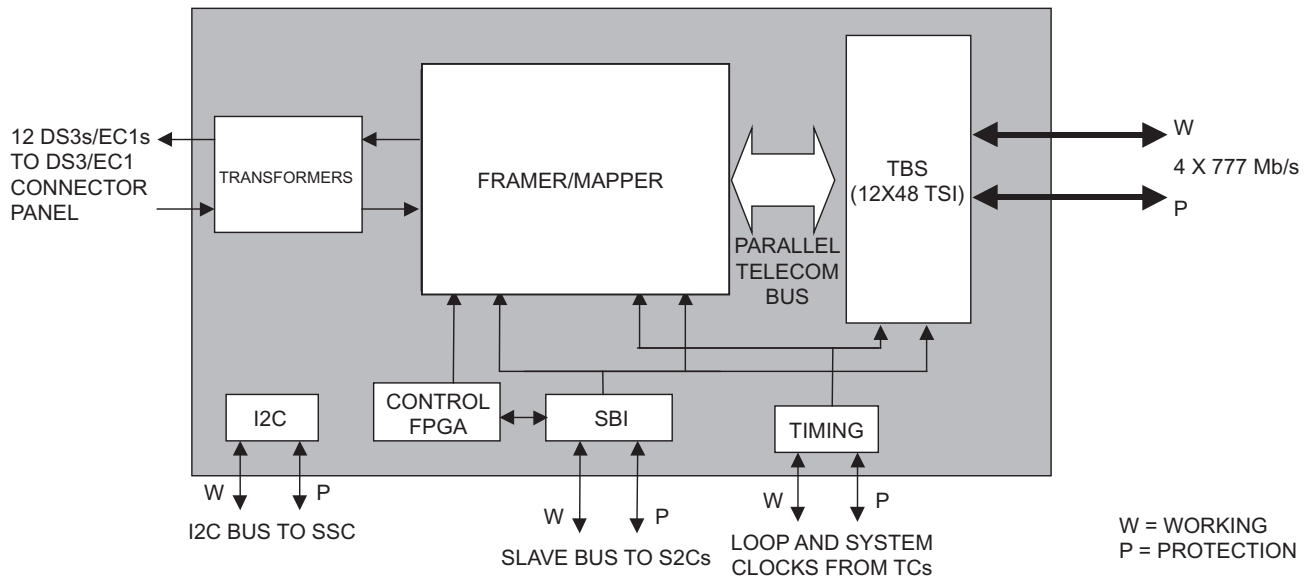 12 DS3s/EC1s
TO DS3/EC1
CONNECTOR
PANEL
TRANSFORMERS
FRAMER/MAPPER
PARALLEL
TELECOM
BUS
TBS
(12X48 TSI)
W
4 X 777 Mb/s
P
I2C
CONTROL
FPGA
SBI
TIMING
W
P
I2C BUS TO SSC
W
P
SLAVE BUS TO S2Cs
W
P
LOOP AND SYSTEM
CLOCKS FROM TCs
W = WORKING
P = PROTECTION